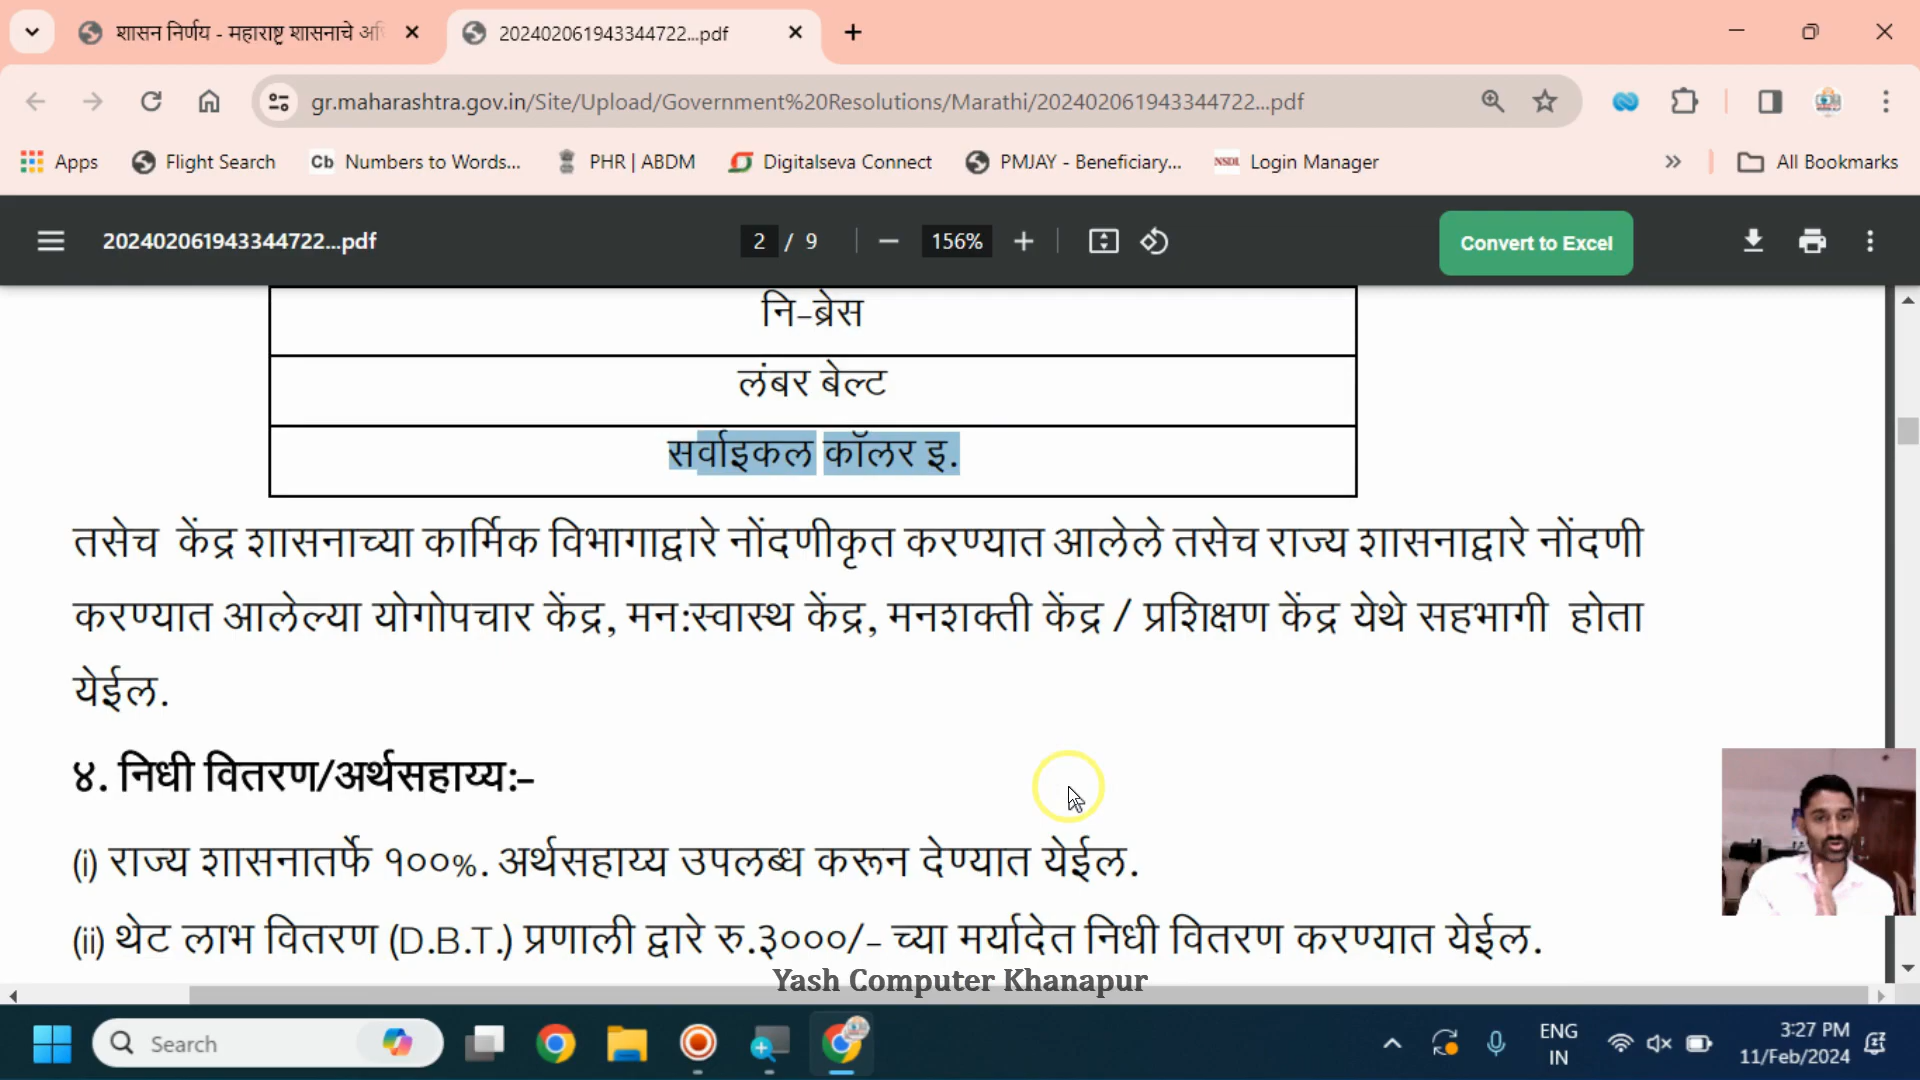 शासन निर्णय - महाराष्ट्र शासनाचे अधि
202402061943344722...pdf
gr.maharashtra.gov.in/Site/Upload/Government%20Resolutions/Marathi/202402061943344722...pdf
Apps
Flight Search
Cb Numbers to Words...
PHR | ABDM
Digitalseva Connect
PMJAY - Beneficiary...
NSDL Login Manager
»
All Bookmarks
202402061943344722...pdf
2 / 9
156%
Convert to Excel
नि-ब्रेस
लंबर बेल्ट
सर्वाइकल कॉलर इ.
तसेच केंद्र शासनाच्या कार्मिक विभागाद्वारे नोंदणीकृत करण्यात आलेले तसेच राज्य शासनाद्वारे नोंदणी
करण्यात आलेल्या योगोपचार केंद्र, मन:स्वास्थ केंद्र, मनशक्ती केंद्र / प्रशिक्षण केंद्र येथे सहभागी होता
येईल.
४. निधी वितरण/अर्थसहाय्य:-
(i) राज्य शासनातर्फे १००%. अर्थसहाय्य उपलब्ध करून देण्यात येईल.
(ii) थेट लाभ वितरण (D.B.T.) प्रणाली द्वारे रु.३०००/- च्या मर्यादेत निधी वितरण करण्यात येईल.
Yash Computer Khanapur
Search
ENG
IN
3:27 PM
11/Feb/2024